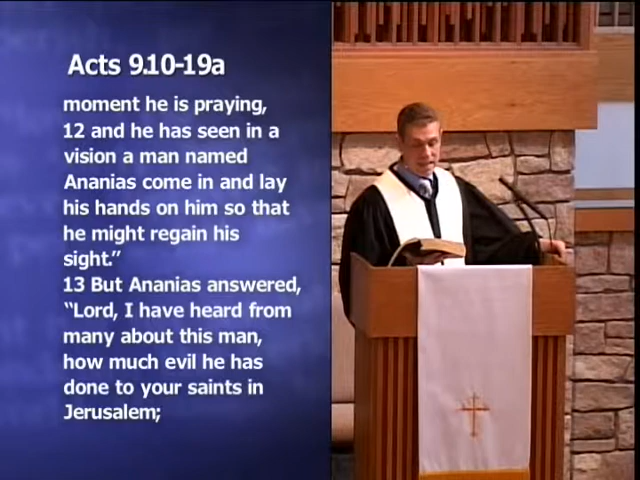 Acts 9.10-19a
moment he is praying,
12 and he has seen in a
vision a man named
Ananias come in and lay
his hands on him so that
he might regain his
sight.”
13 But Ananias answered,
“Lord, I have heard from
many about this man,
how much evil he has
done to your saints in
Jerusalem;